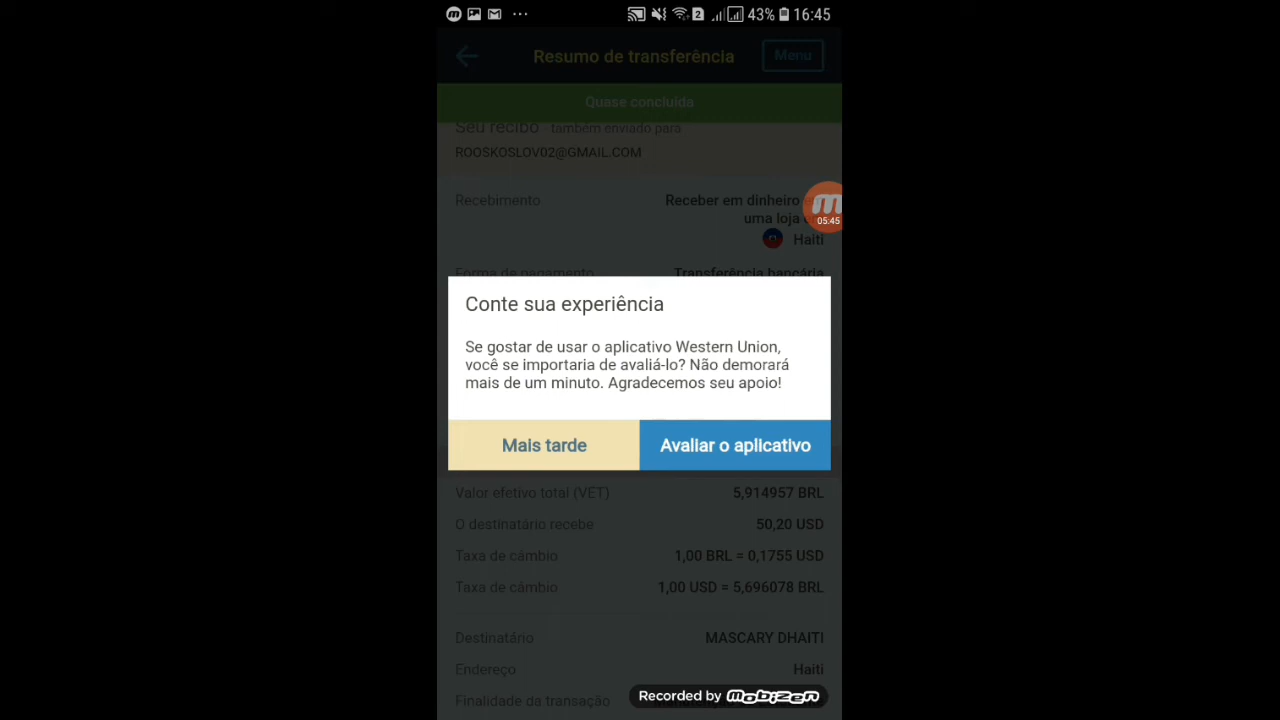 2 43% 16:45
Resumo de transferência Menu
Quase concluída
Seu recibo também enviado para
ROOSKOSLOV02@GMAIL.COM
Recebimento Receber em dinheiro
uma loja
Haiti
05:45
Forma de pagamento Transferência bancária
Conte sua experiência
Se gostar de usar o aplicativo Western Union,
você se importaria de avaliá-lo? Não demorará
mais de um minuto. Agradecemos seu apoio!
Mais tarde Avaliar o aplicativo
Valor efetivo total (VET) 5,914957 BRL
O destinatário recebe 50,20 USD
Taxa de câmbio 1,00 BRL = 0,1755 USD
Taxa de câmbio 1,00 USD = 5,696078 BRL
Destinatário MASCARY DHAITI
Endereço Haiti
Finalidade da transação
Recorded by MOBIZEN